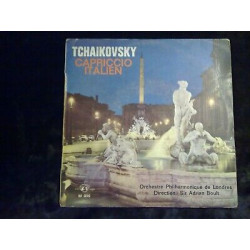 TCHAIKOVSKY
CAPRICCIO
ITALIEN
Orchestre Philharmonique de Londres
Direction: Sir Adrian Boult